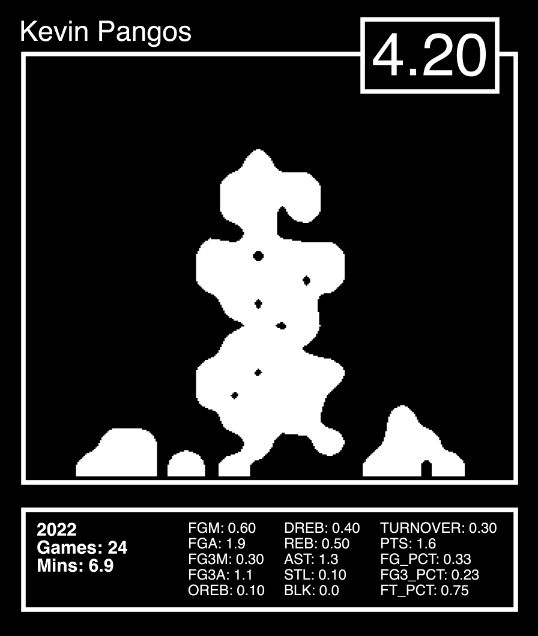 Kevin Pangos
4.20
2022
Games: 24
Mins: 6.9
FGM: 0.60
FGA: 1.9
FG3M: 0.30
FG3A: 1.1
OREB: 0.10
DREB: 0.40
REB: 0.50
AST: 1.3
STL: 0.10
BLK: 0.0
TURNOVER: 0.30
PTS: 1.6
FG_PCT: 0.33
FG3_PCT: 0.23
FT_PCT: 0.75